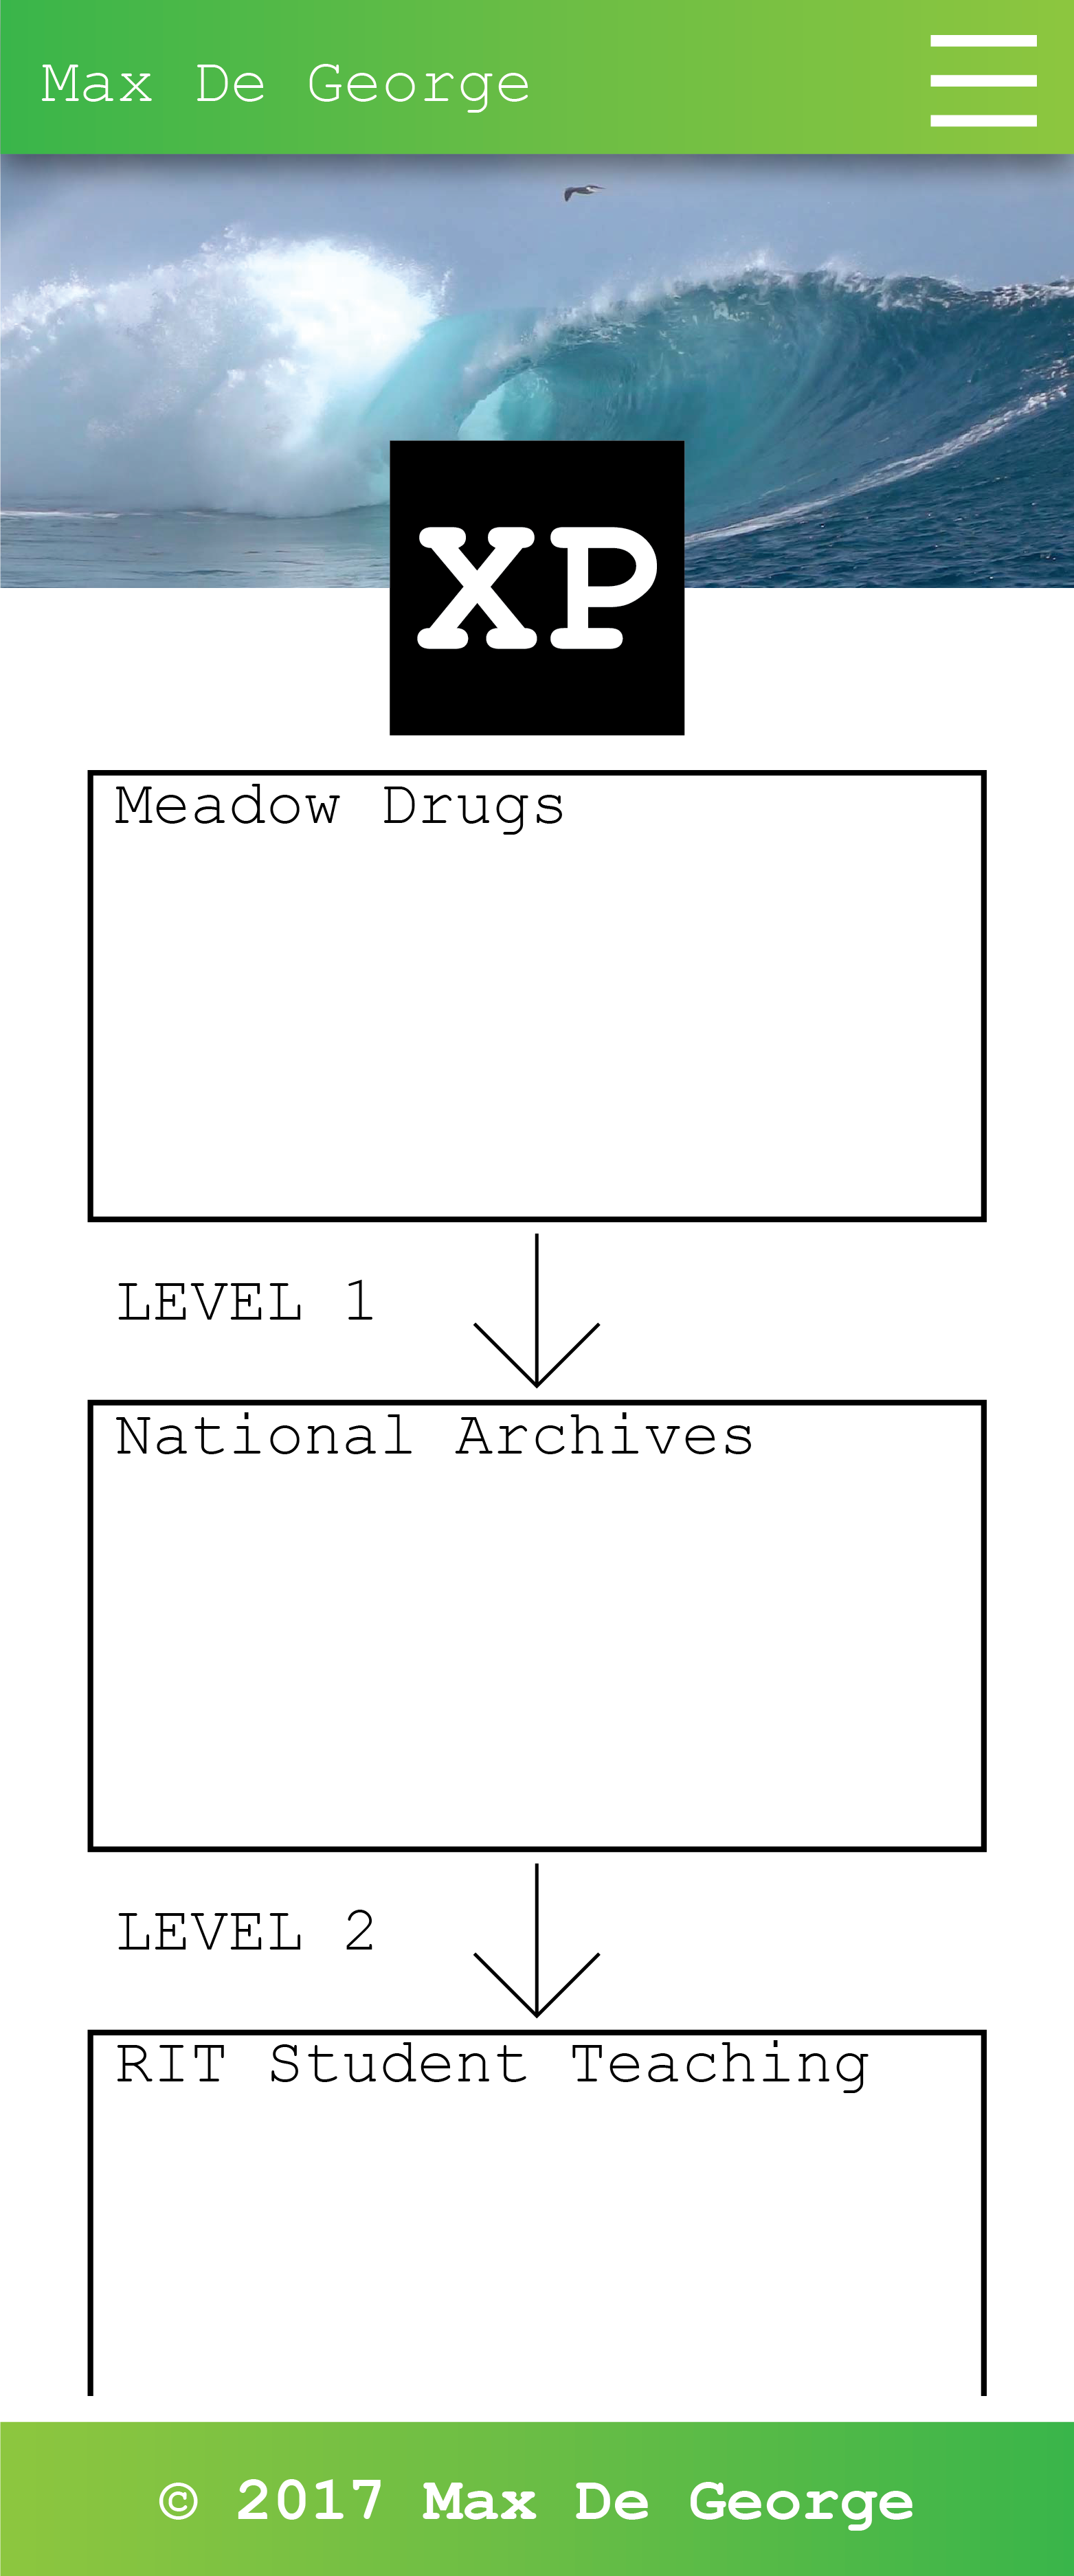 Max De George
XP
Meadow Drugs
LEVEL 1
National Archives
LEVEL 2
RIT Student Teaching
© 2017 Max De George